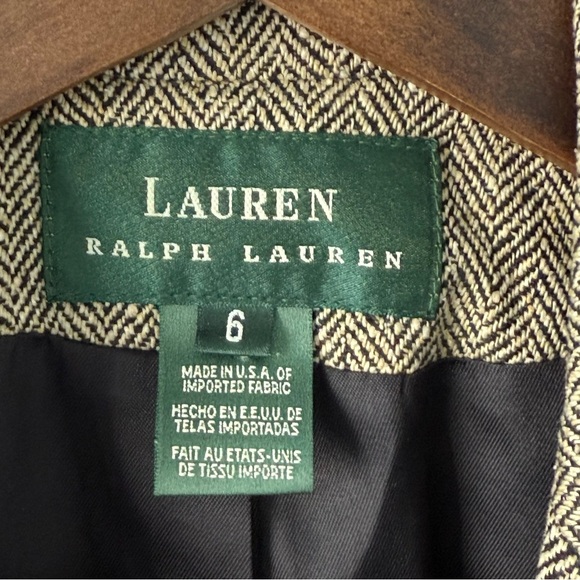 LAUREN
RALPH LAUREN
6
MADE IN U.S.A. OF
IMPORTED FABRIC
HECHO EN E.E.U.U. DE
TELAS IMPORTADAS
FAIT AU ETATS-UNIS
DE TISSU IMPORTE